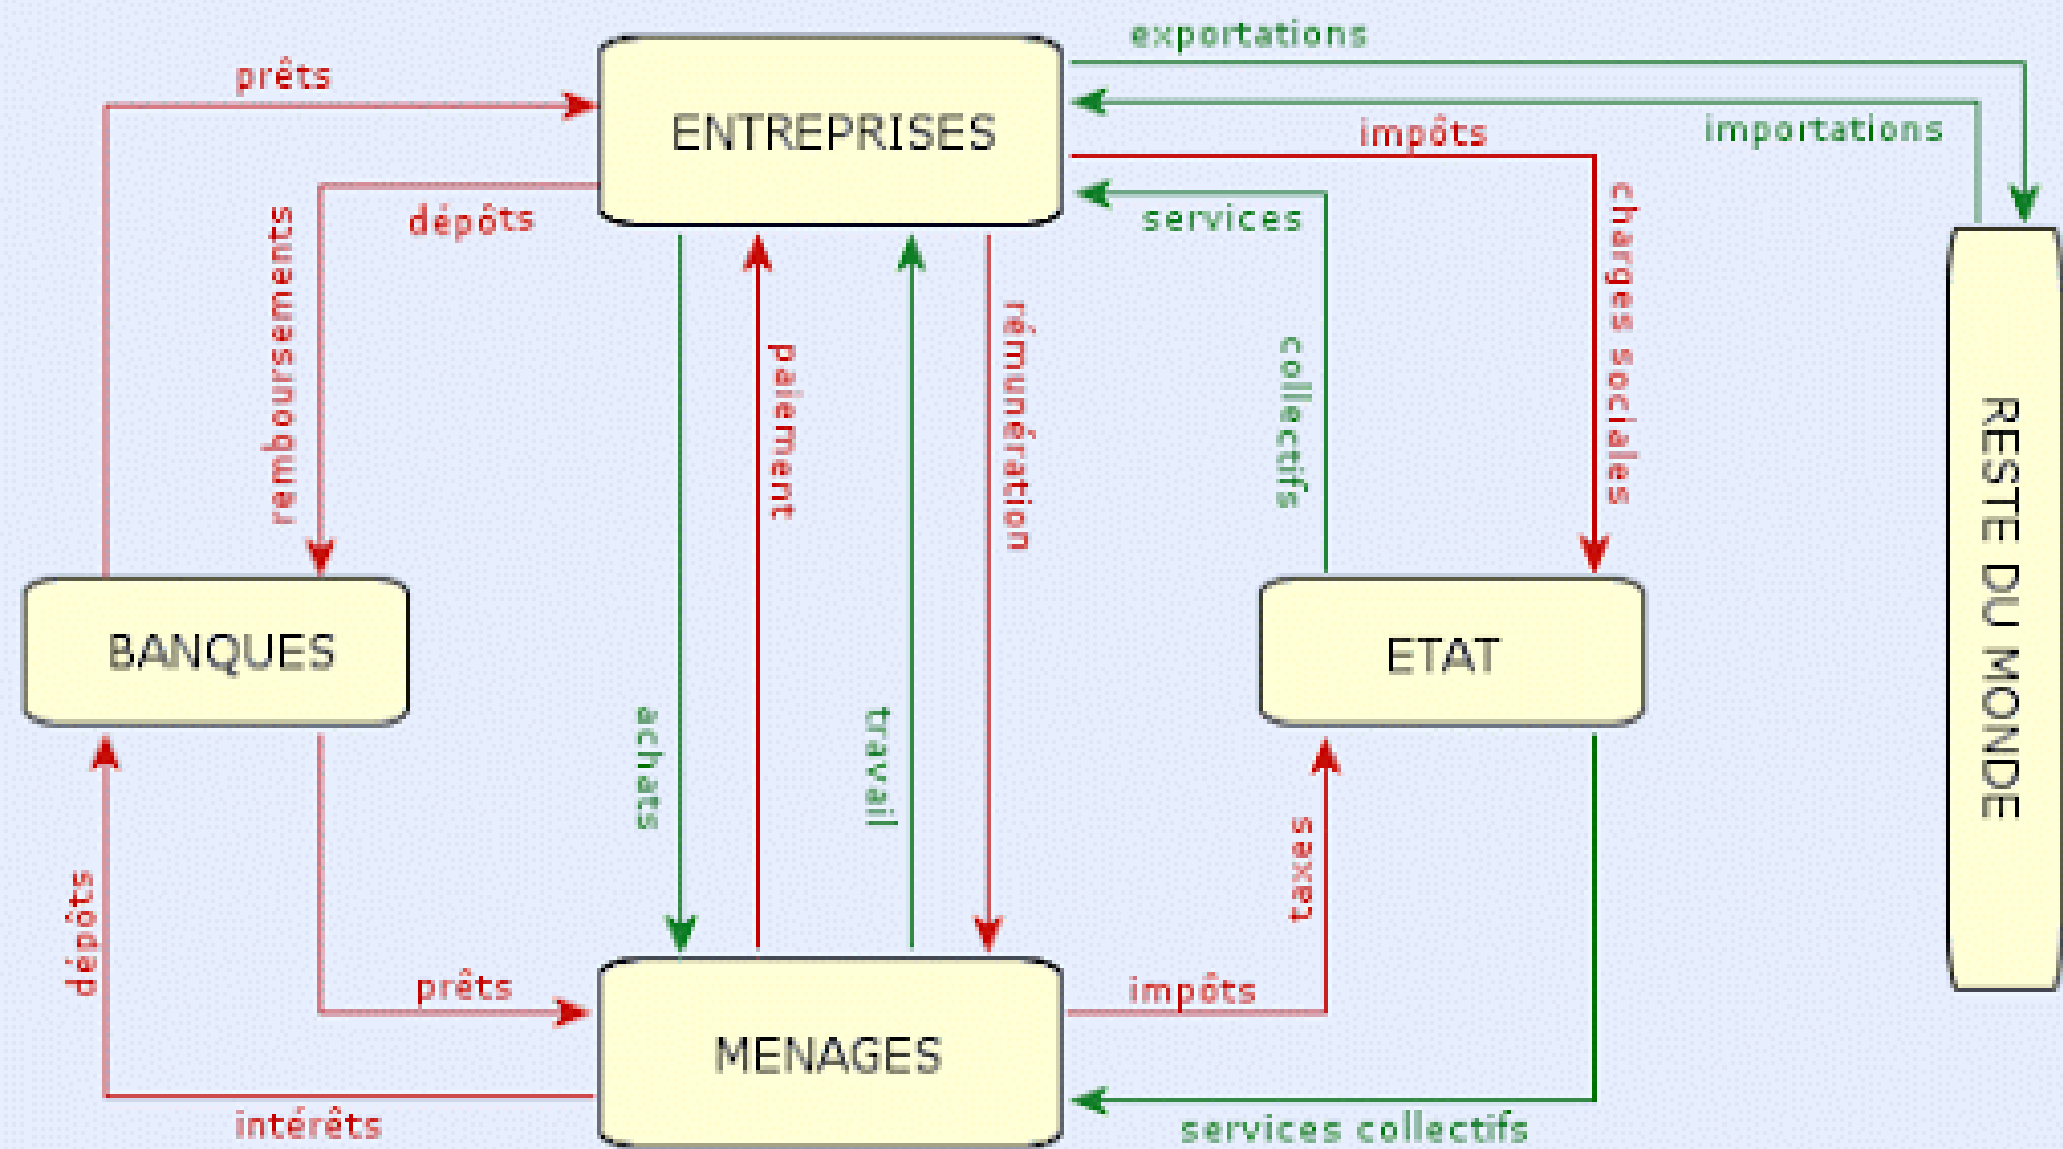 exportations
prêts
ENTREPRISES
impôts
importations
dépôts
services
remboursements
charges sociales
paiement
rémunération
collectifs
RESTE DU MONDE
BANQUES
ETAT
achats
travail
taxes
dépôts
prêts
impôts
MENAGES
intérêts
services collectifs